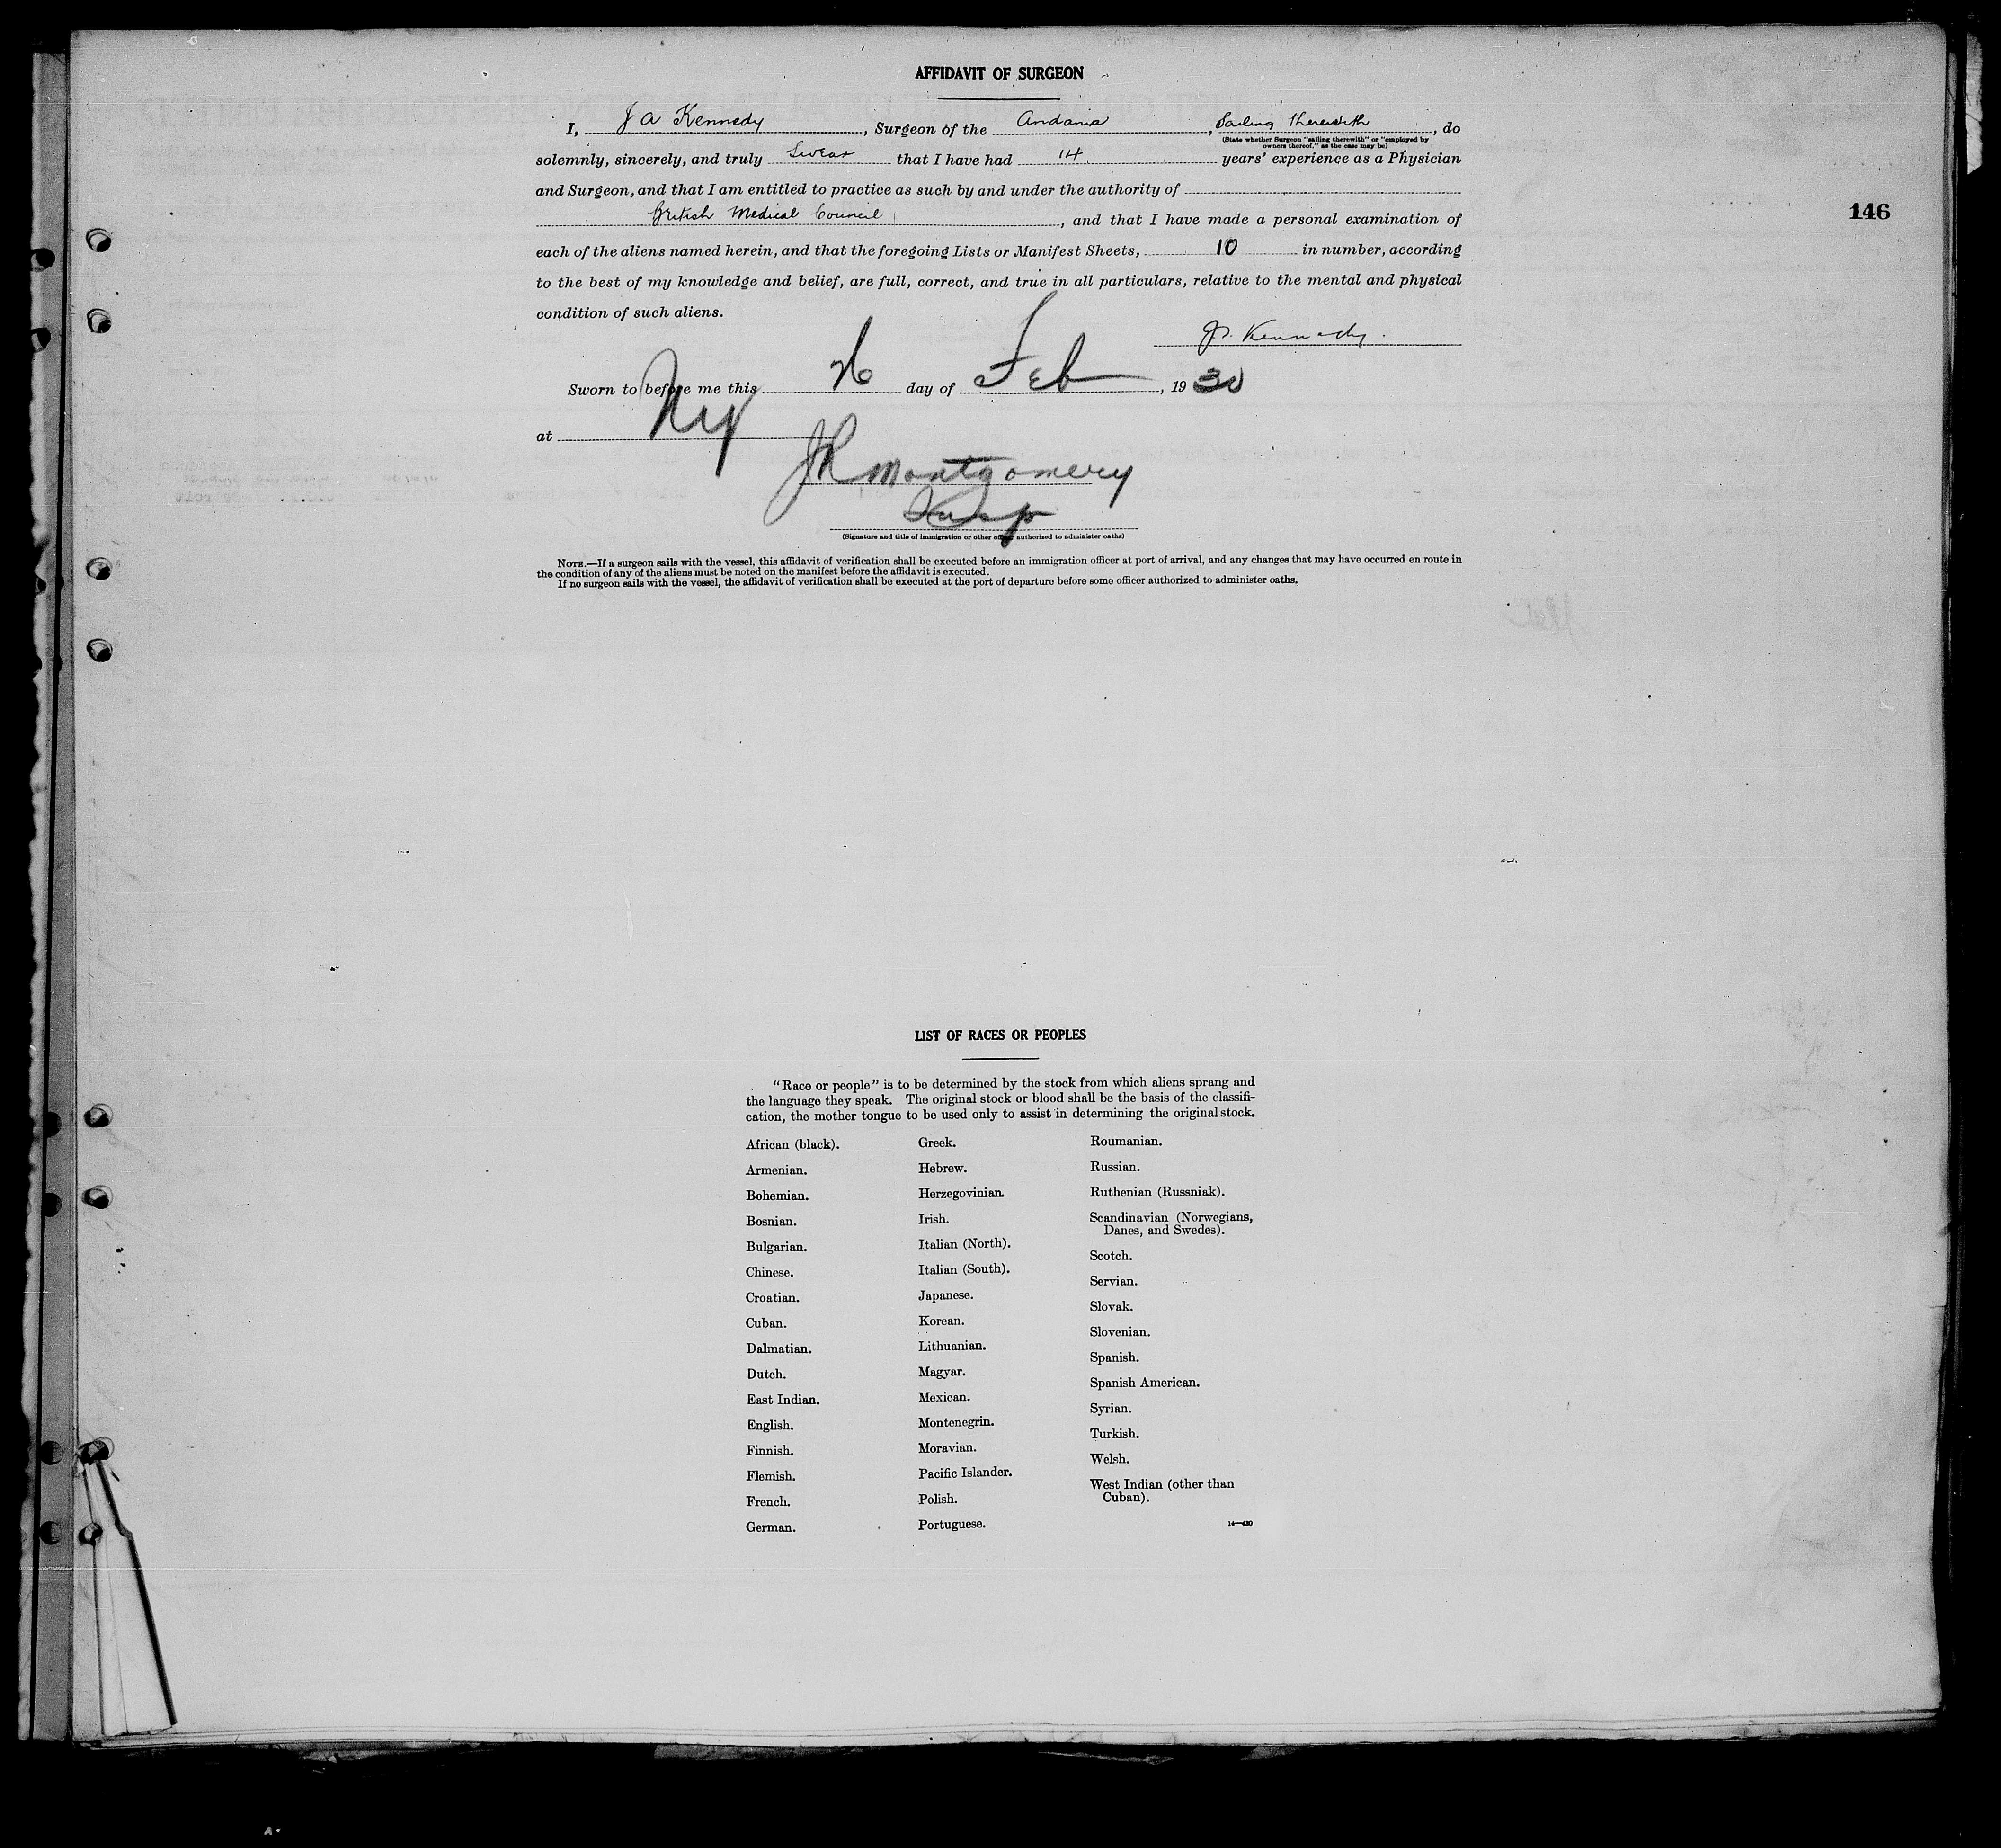 AFFIDAVIT OF SURGEON
I, J A Kennedy, Surgeon of the Andania, Sailing therewith, do
(State whether Surgeon "sailing therewith" or "employed by
owners thereof," as the case may be)
solemnly, sincerely, and truly Swear that I have had 14 years' experience as a Physician
and Surgeon, and that I am entitled to practice as such by and under the authority of
British Medical Council, and that I have made a personal examination of
146
each of the aliens named herein, and that the foregoing Lists or Manifest Sheets, 10 in number, according
to the best of my knowledge and belief, are full, correct, and true in all particulars, relative to the mental and physical
condition of such aliens.
J. Kennedy.
Sworn to before me this day of Feb, 1930
at NY
JR Montgomery
Insp
(Signature and title of immigration or other officer authorized to administer oaths)
NOTE.—If a surgeon sails with the vessel, this affidavit of verification shall be executed before an immigration officer at port of arrival, and any changes that may have occurred en route in
the condition of any of the aliens must be noted on the manifest before the affidavit is executed.
If no surgeon sails with the vessel, the affidavit of verification shall be executed at the port of departure before some officer authorized to administer oaths.
LIST OF RACES OR PEOPLES
"Race or people" is to be determined by the stock from which aliens sprang and
the language they speak. The original stock or blood shall be the basis of the classifi-
cation, the mother tongue to be used only to assist in determining the original stock.
African (black).
Armenian.
Bohemian.
Bosnian.
Bulgarian.
Chinese.
Croatian.
Cuban.
Dalmatian.
Dutch.
East Indian.
English.
Finnish.
Flemish.
French.
German.
Greek.
Hebrew.
Herzegovinian.
Irish.
Italian (North).
Italian (South).
Japanese.
Korean.
Lithuanian.
Magyar.
Mexican.
Montenegrin.
Moravian.
Pacific Islander.
Polish.
Portuguese.
Roumanian.
Russian.
Ruthenian (Russniak).
Scandinavian (Norwegians,
Danes, and Swedes).
Scotch.
Servian.
Slovak.
Slovenian.
Spanish.
Spanish American.
Syrian.
Turkish.
Welsh.
West Indian (other than
Cuban).